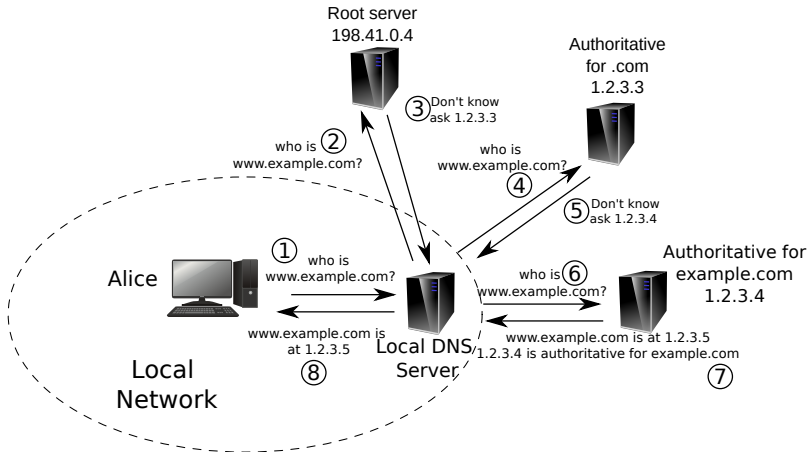 Root server
198.41.0.4
Authoritative
for .com
1.2.3.3
③
Don't know
ask 1.2.3.3
②
who is
www.example.com?
who is
www.example.com?
④
⑤
Don't know
ask 1.2.3.4
Alice
①
who is
www.example.com?
www.example.com is
at 1.2.3.5
⑧
Local DNS
Server
who is
⑥
www.example.com?
Authoritative for
example.com
1.2.3.4
www.example.com is at 1.2.3.5
1.2.3.4 is authoritative for example.com
⑦
Local
Network